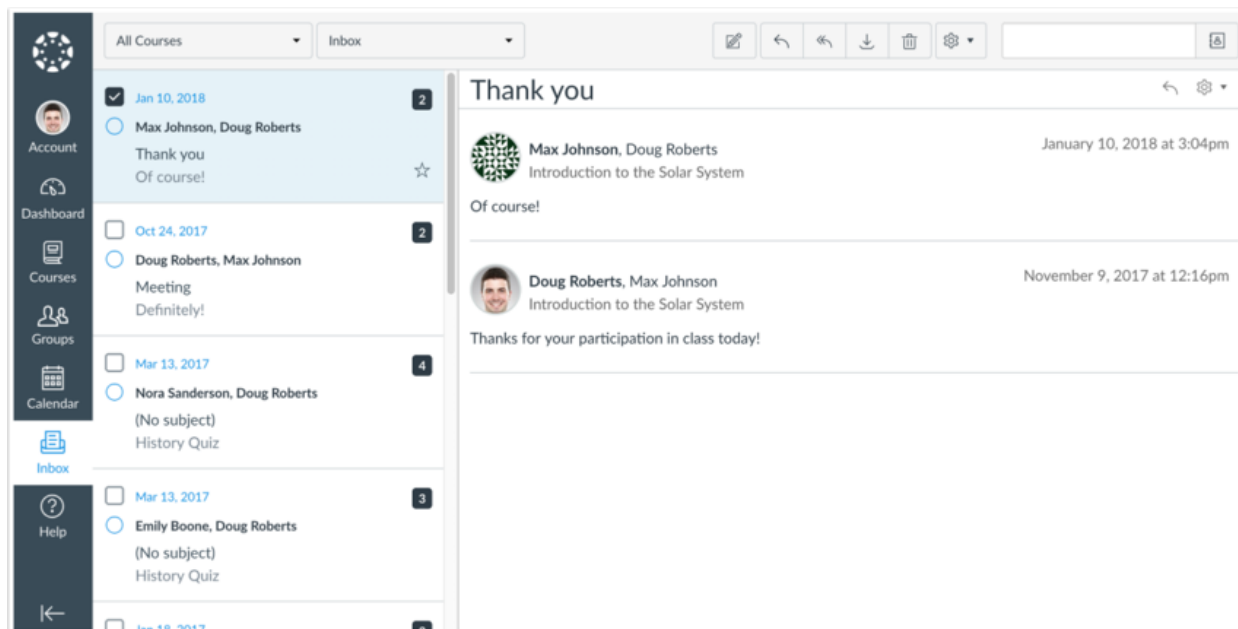 All Courses
Inbox
Account
Dashboard
Courses
Groups
Calendar
Inbox
Help
Jan 10, 2018
2
Max Johnson, Doug Roberts
Thank you
Of course!
Oct 24, 2017
2
Doug Roberts, Max Johnson
Meeting
Definitely!
Mar 13, 2017
4
Nora Sanderson, Doug Roberts
(No subject)
History Quiz
Mar 13, 2017
3
Emily Boone, Doug Roberts
(No subject)
History Quiz
Jan 18, 2017
Thank you
Max Johnson, Doug Roberts
January 10, 2018 at 3:04pm
Introduction to the Solar System
Of course!
Doug Roberts, Max Johnson
November 9, 2017 at 12:16pm
Introduction to the Solar System
Thanks for your participation in class today!